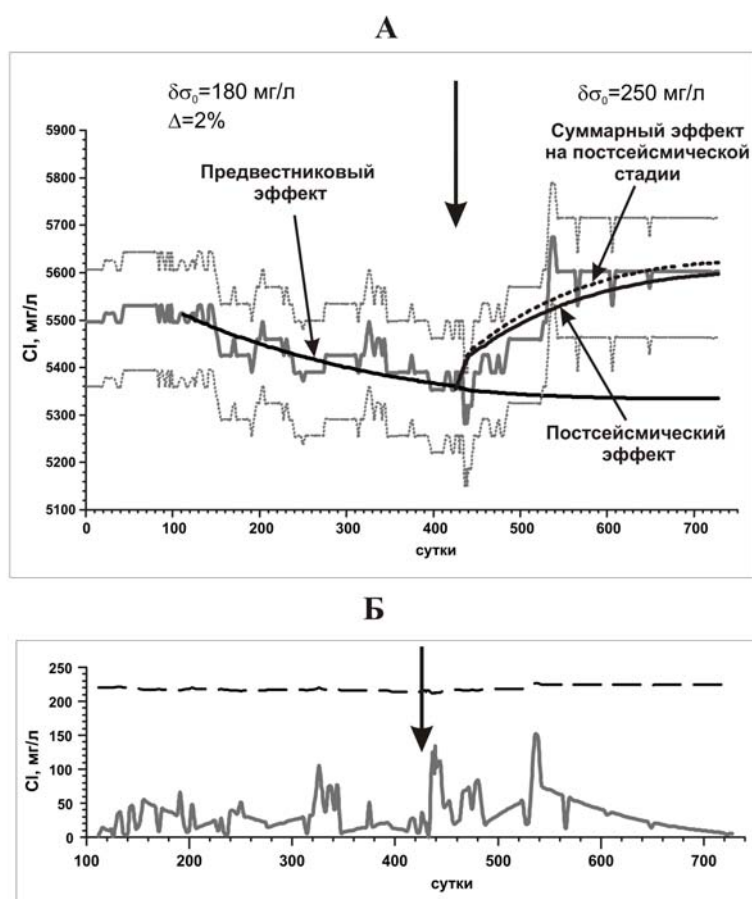 А
δσ₀=180 мг/л
Δ=2%
δσ₀=250 мг/л
Суммарный эффект
на постсейсмической
стадии
Предвестниковый
эффект
Постсейсмический
эффект
Cl, мг/л
5900
5800
5700
5600
5500
5400
5300
5200
5100
0 100 200 300 400 500 600 700
сутки
Б
Cl, мг/л
250
200
150
100
50
0
100 200 300 400 500 600 700
сутки